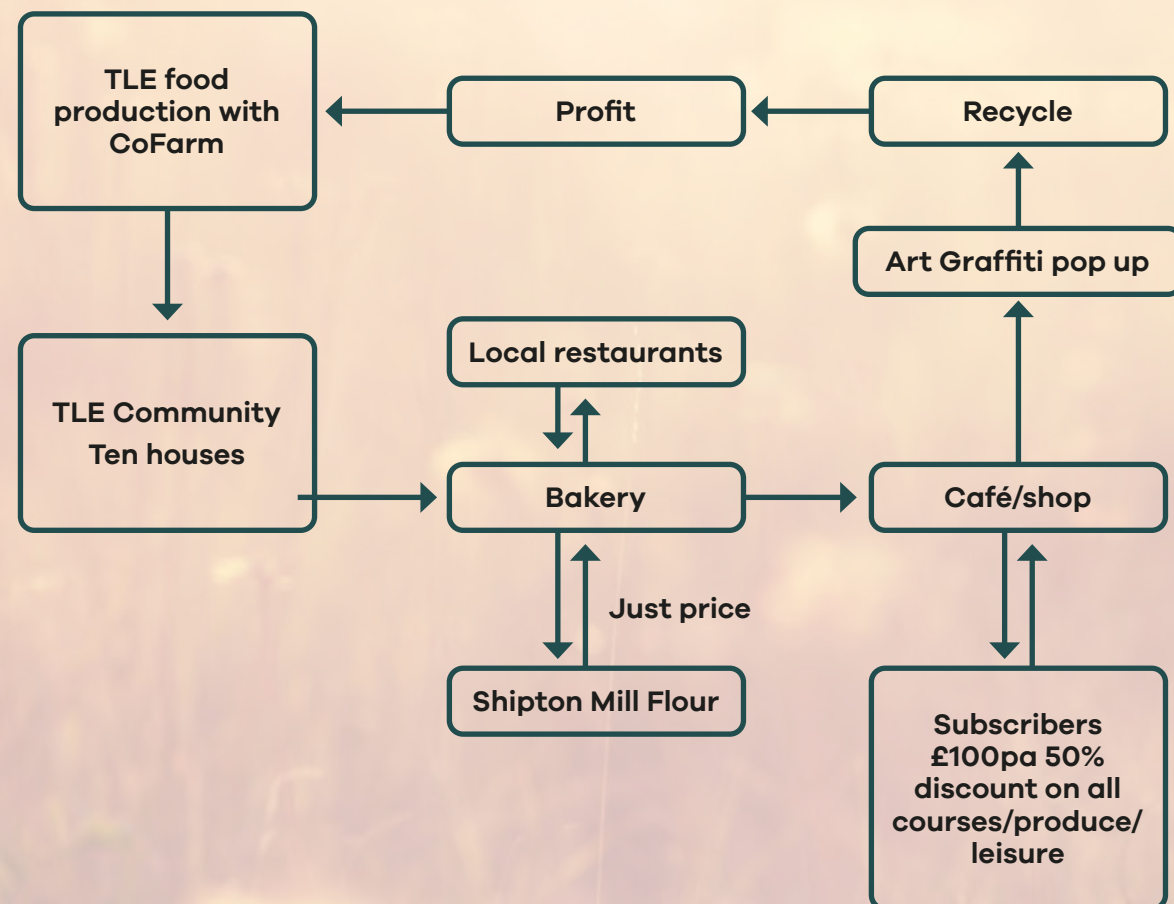 TLE food
production with
CoFarm
Profit
Recycle
Art Graffiti pop up
Local restaurants
TLE Community
Ten houses
Bakery
Café/shop
Just price
Shipton Mill Flour
Subscribers
£100pa 50%
discount on all
courses/produce/
leisure